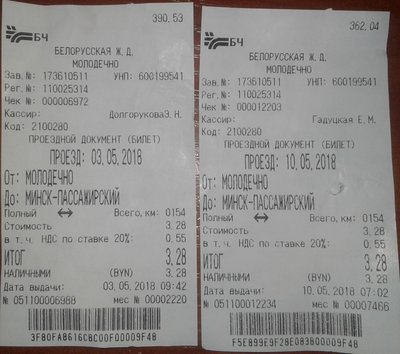 390,53
БЧ
БЕЛОРУССКАЯ Ж.Д.
МОЛОДЕЧНО
Зав.№: 173610511 УНП: 600199541
Рег.№: 110025314
Чек №: 000006972
Кассир: Долгорукова Э.Н.
Код: 2100280
ПРОЕЗДНОЙ ДОКУМЕНТ (БИЛЕТ)
ПРОЕЗД: 03,05,2018
От: МОЛОДЕЧНО
До: МИНСК-ПАССАЖИРСКИЙ
Полный ↔ Всего,км: 0154
Стоимость 3,28
в т.ч. НДС по ставке 20%: 0,55
ИТОГ 3,28
НАЛИЧНЫМИ (BYN) 3,28
Дата выдачи: 03,05,2018 09:42
№ 051100006988 МЕС № 00002220
3F80FA8616CBC00F00009F48
362,04
БЧ
БЕЛОРУССКАЯ Ж.Д.
МОЛОДЕЧНО
Зав.№: 173610511 УНП: 600199541
Рег.№: 110025314
Чек №: 000012203
Кассир: Гадуцкая Е.М.
Код: 2100280
ПРОЕЗДНОЙ ДОКУМЕНТ (БИЛЕТ)
ПРОЕЗД: 10,05,2018
От: МОЛОДЕЧНО
До: МИНСК-ПАССАЖИРСКИЙ
Полный ↔ Всего,км: 0154
Стоимость 3,28
в т.ч. НДС по ставке 20%: 0,55
ИТОГ 3,28
НАЛИЧНЫМИ (BYN) 3,28
Дата выдачи: 10,05,2018 07:02
№ 051100012234 МЕС № 00007466
F5E899E9F28E083B00009F48